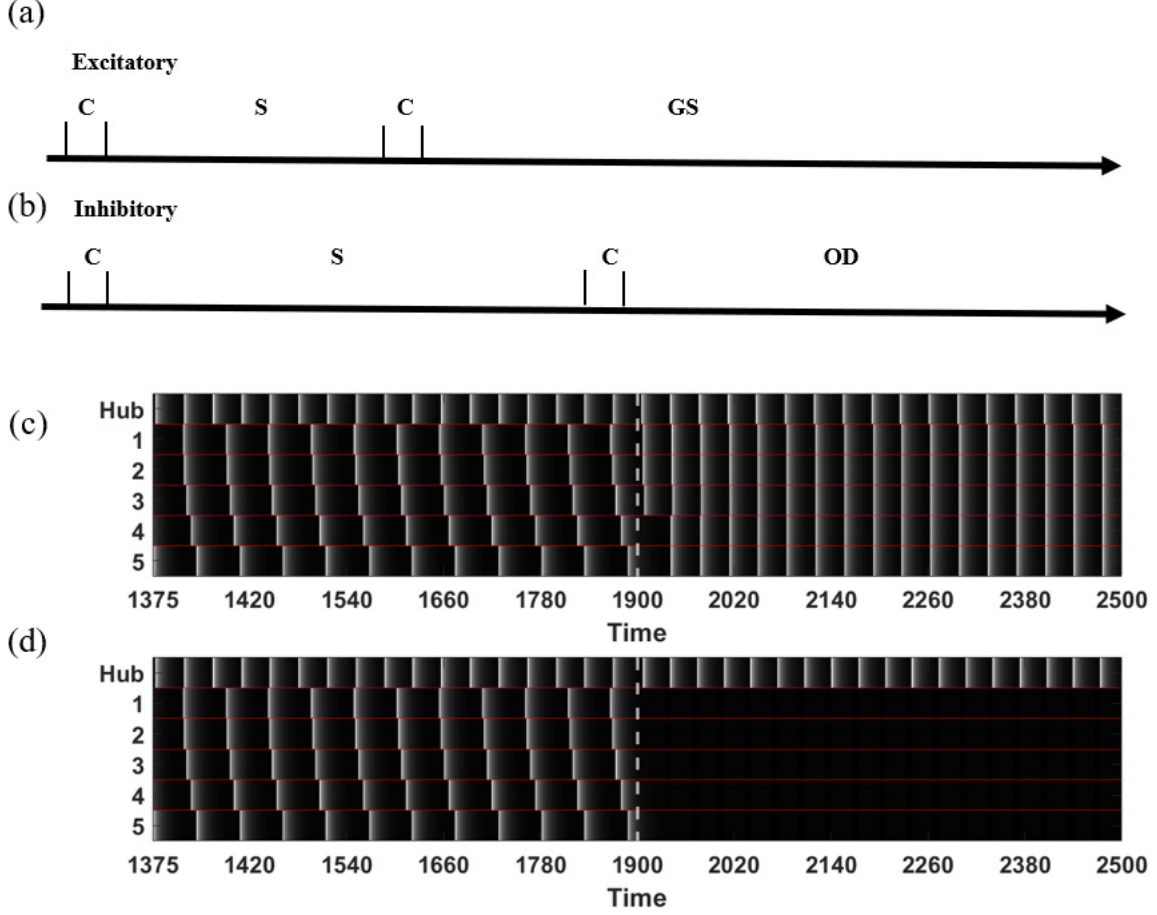 (a)
Excitatory
C S C GS
(b) Inhibitory
C S C OD
(c)
Hub
1
2
3
4
5
1375 1420 1540 1660 1780 1900 2020 2140 2260 2380 2500
Time
(d)
Hub
1
2
3
4
5
1375 1420 1540 1660 1780 1900 2020 2140 2260 2380 2500
Time